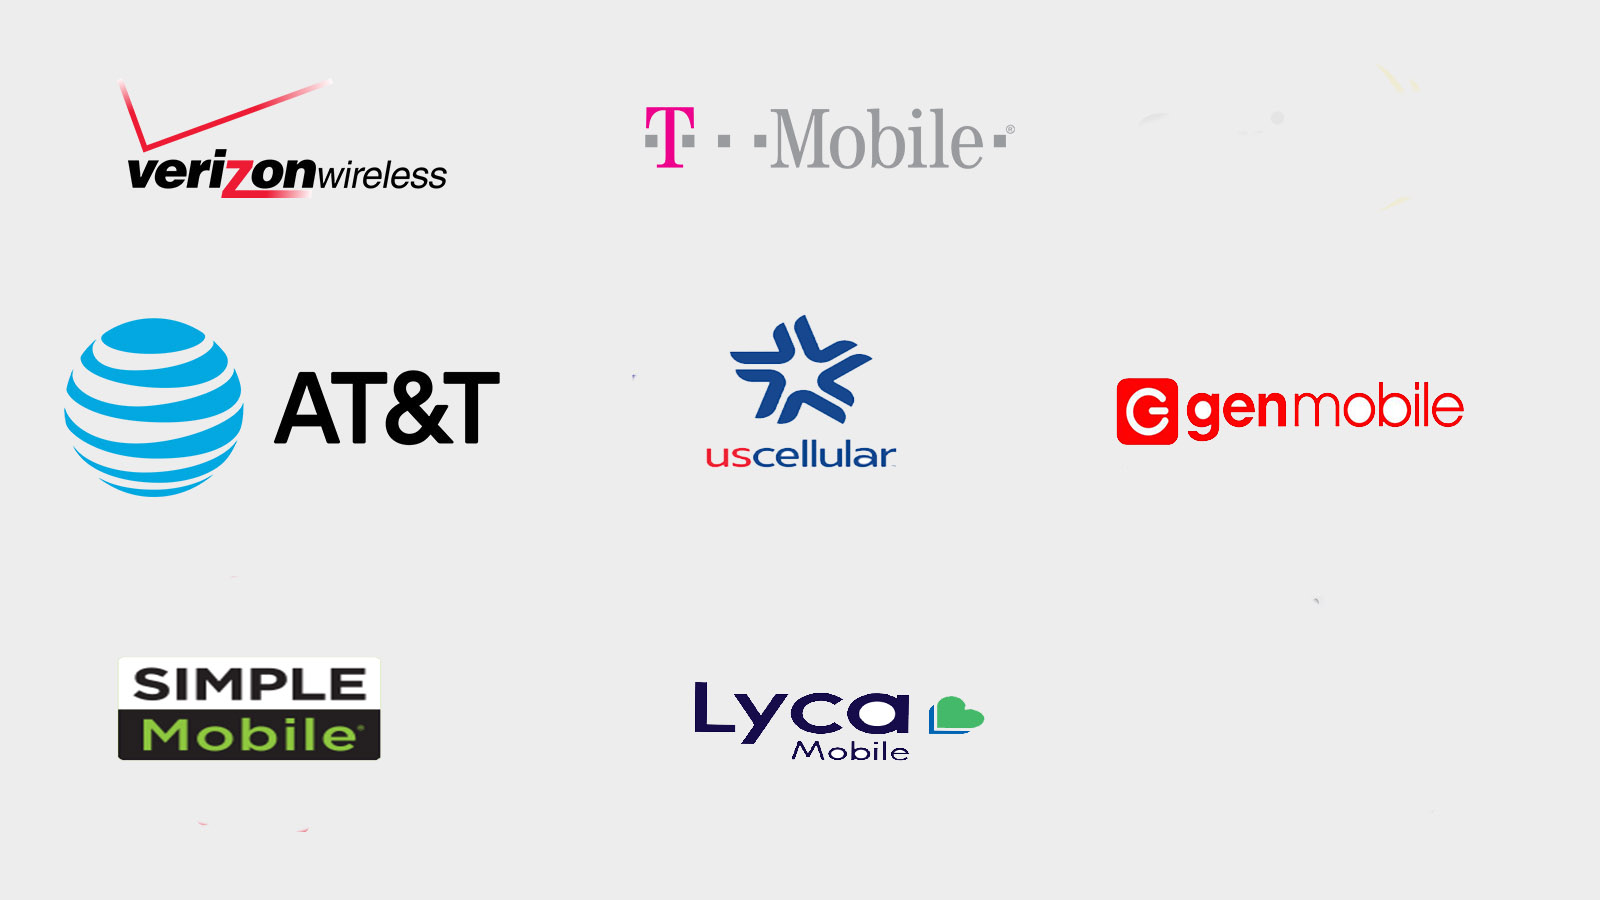 verizonwireless
T··Mobile·®
AT&T
uscellular
genmobile
SIMPLE
Mobile®
Lyca
Mobile